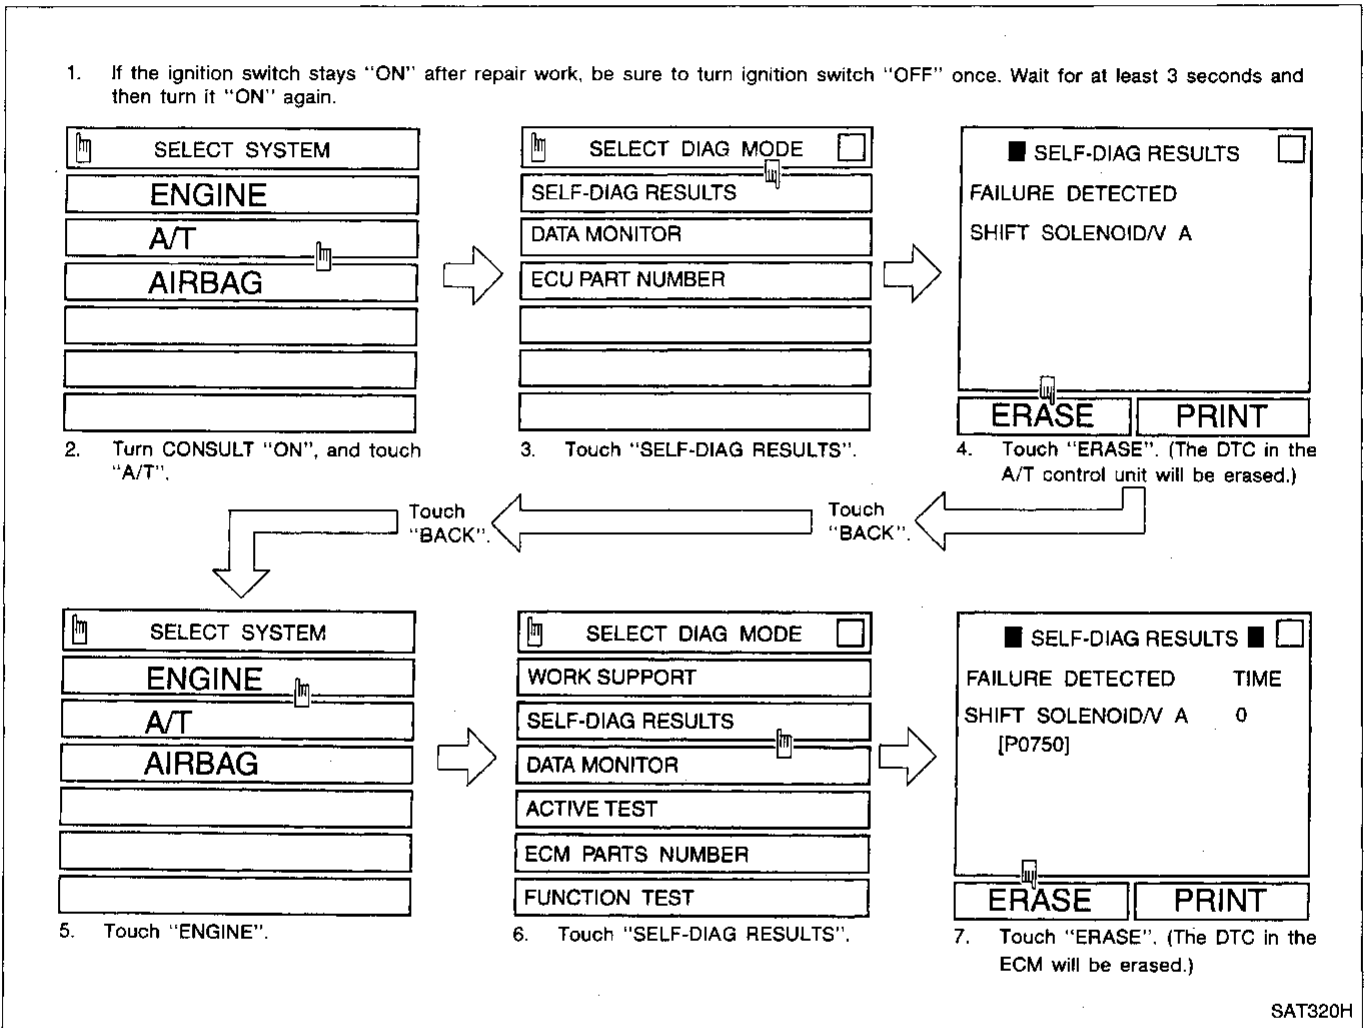 1. If the ignition switch stays "ON" after repair work, be sure to turn ignition switch "OFF" once. Wait for at least 3 seconds and
then turn it "ON" again.
SELECT SYSTEM
ENGINE
A/T
AIRBAG
2. Turn CONSULT "ON", and touch
"A/T".
SELECT DIAG MODE
SELF-DIAG RESULTS
DATA MONITOR
ECU PART NUMBER
3. Touch "SELF-DIAG RESULTS".
SELF-DIAG RESULTS
FAILURE DETECTED
SHIFT SOLENOID/V A
ERASE PRINT
4. Touch "ERASE". (The DTC in the
A/T control unit will be erased.)
Touch
"BACK".
Touch
"BACK".
SELECT SYSTEM
ENGINE
A/T
AIRBAG
5. Touch "ENGINE".
SELECT DIAG MODE
WORK SUPPORT
SELF-DIAG RESULTS
DATA MONITOR
ACTIVE TEST
ECM PARTS NUMBER
FUNCTION TEST
6. Touch "SELF-DIAG RESULTS".
SELF-DIAG RESULTS
FAILURE DETECTED TIME
SHIFT SOLENOID/V A 0
[P0750]
ERASE PRINT
7. Touch "ERASE". (The DTC in the
ECM will be erased.)
SAT320H